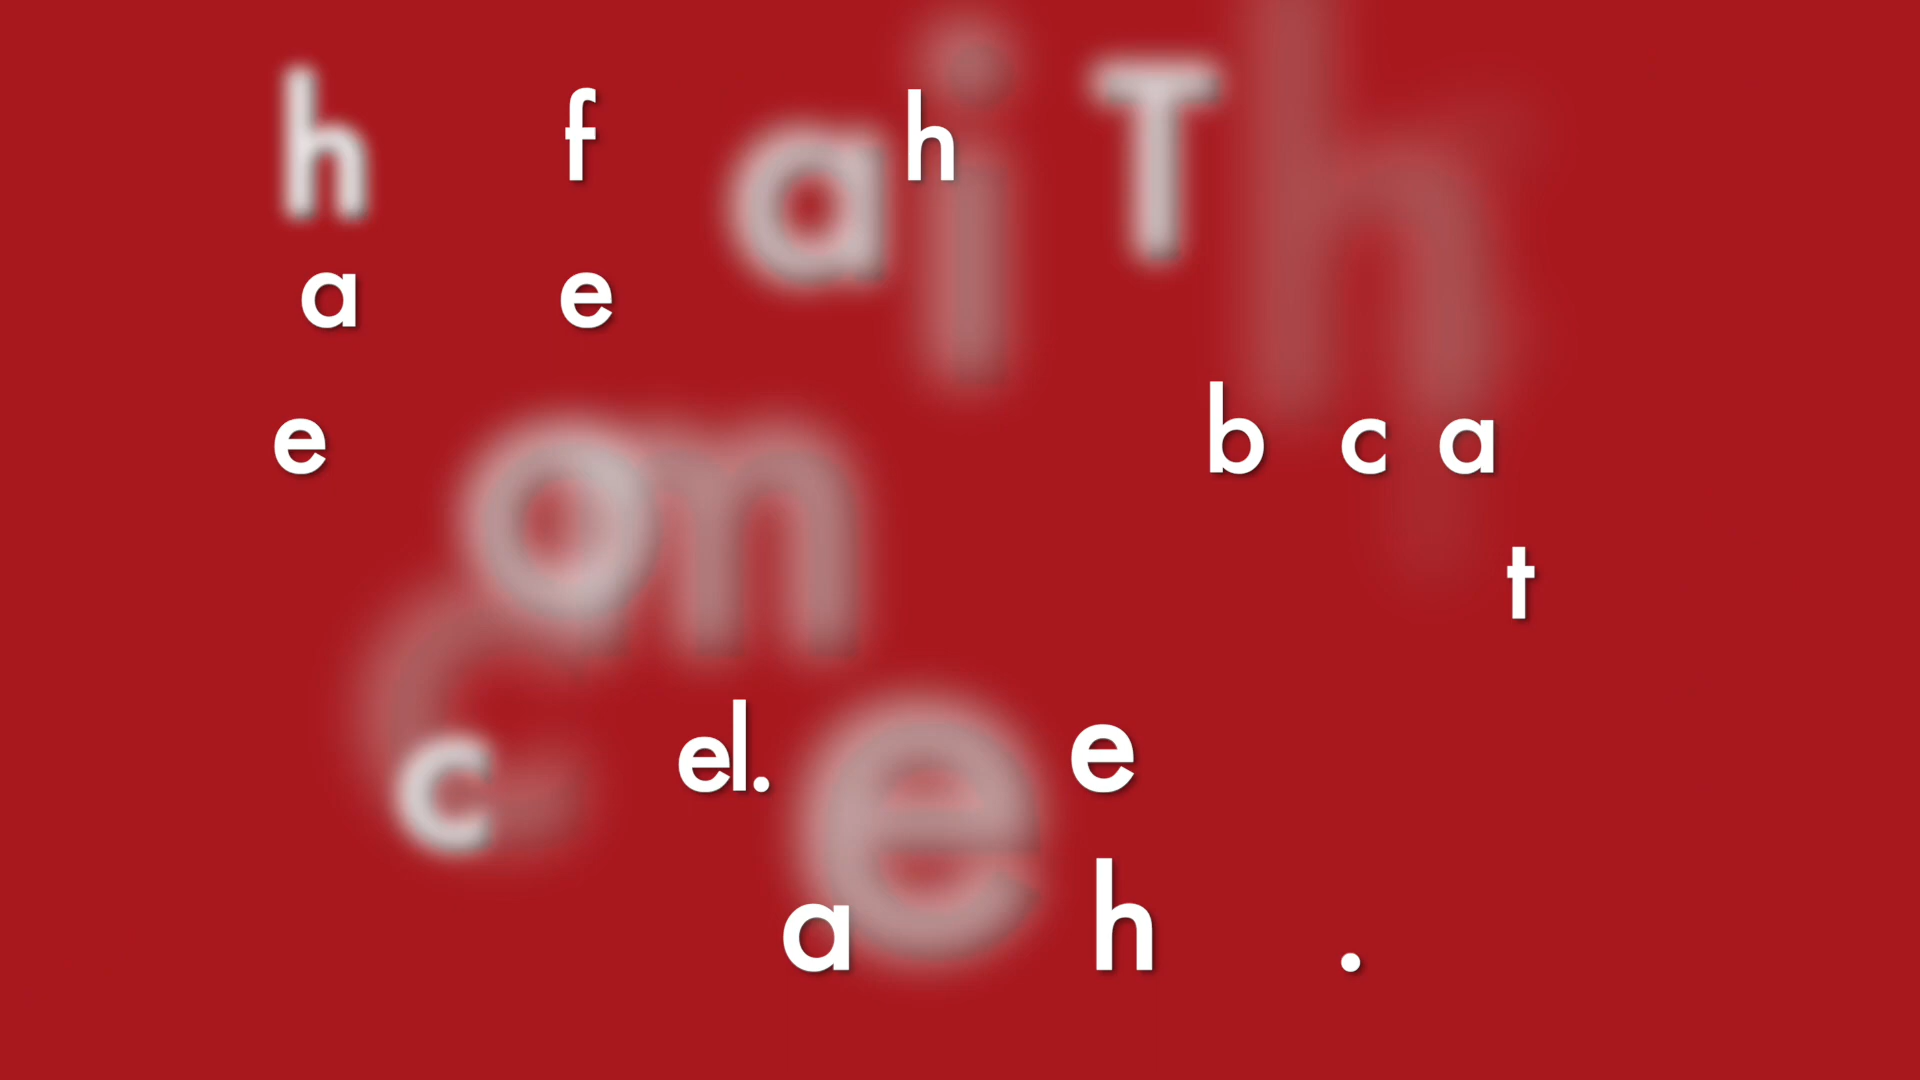 h f a h i T h
a e
e o m b c a
t
c c el. e e
a h .